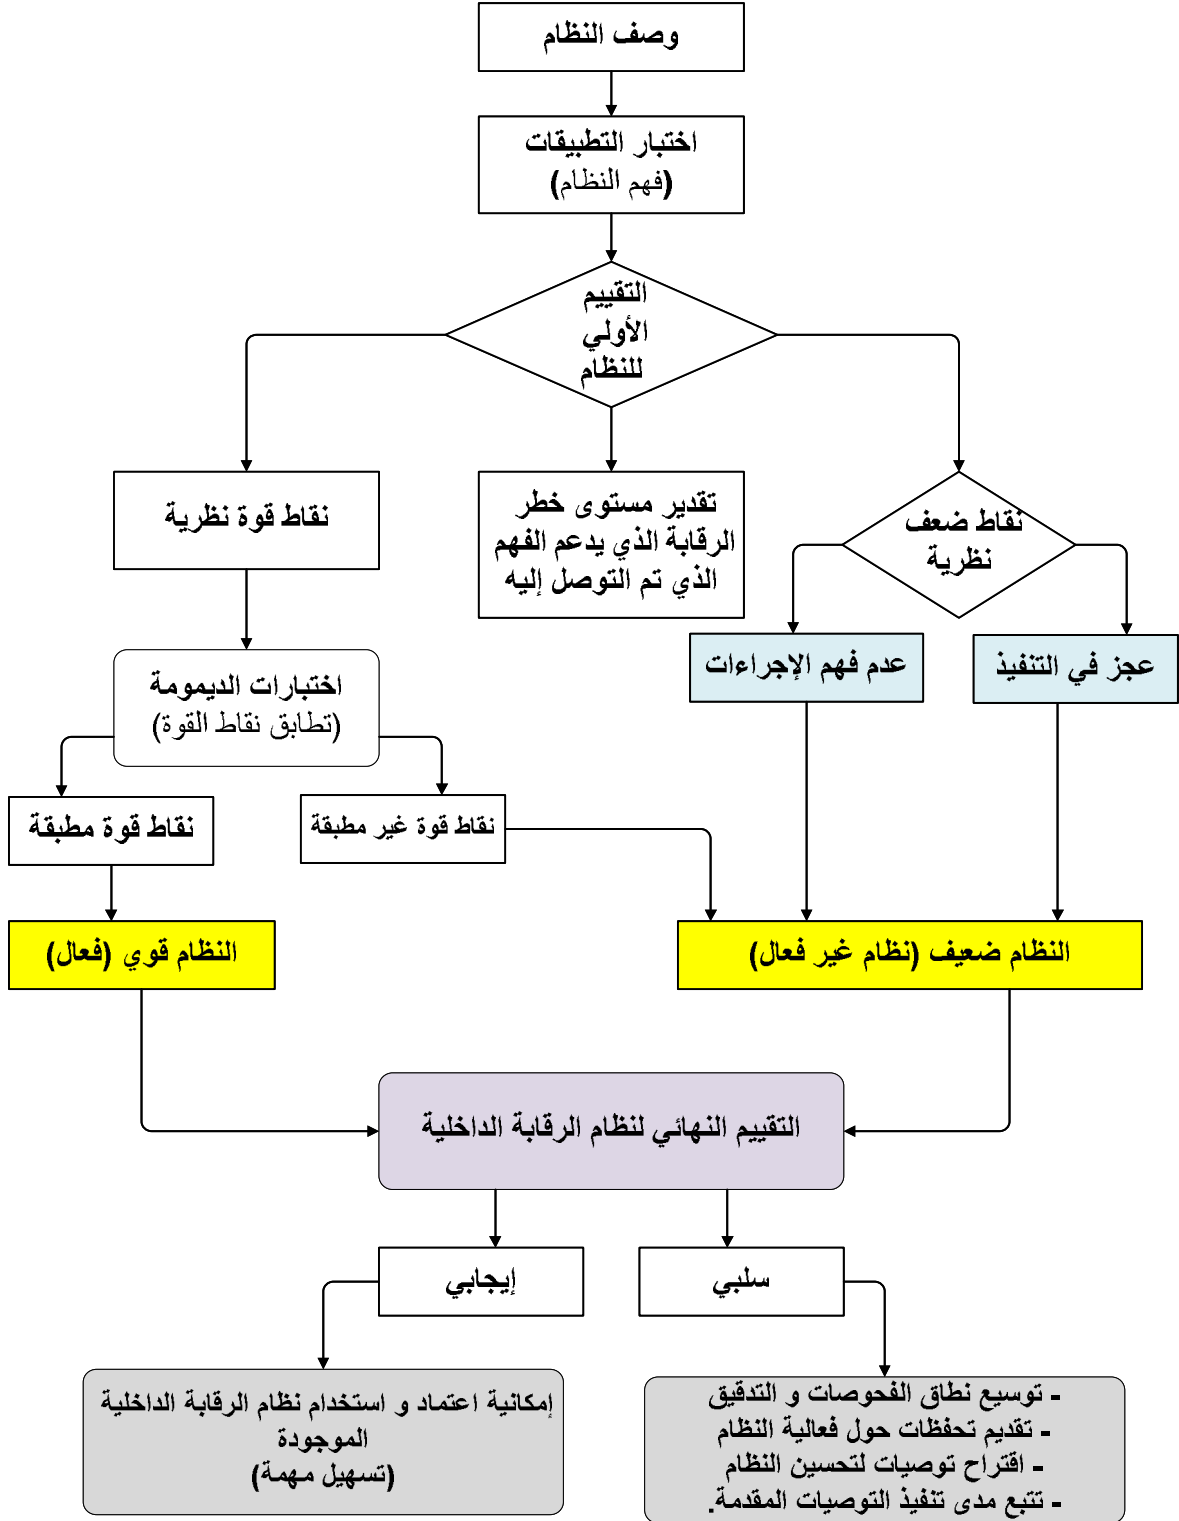 وصف النظام
اختبار التطبيقات
(فهم النظام)
التقييم
الأولي
للنظام
نقاط قوة نظرية
تقدير مستوى خطر
الرقابة الذي يدعم الفهم
الذي تم التوصل إليه
نقاط ضعف
نظرية
عدم فهم الإجراءات
عجز في التنفيذ
اختبارات الديمومة
(تطابق نقاط القوة)
نقاط قوة مطبقة
نقاط قوة غير مطبقة
النظام قوي (فعال)
النظام ضعيف (نظام غير فعال)
التقييم النهائي لنظام الرقابة الداخلية
إيجابي
سلبي
إمكانية اعتماد و استخدام نظام الرقابة الداخلية
الموجودة
(تسهيل مهمة)
- توسيع نطاق الفحوصات و التدقيق
- تقديم تحفظات حول فعالية النظام
- اقتراح توصيات لتحسين النظام
- تتبع مدى تنفيذ التوصيات المقدمة.